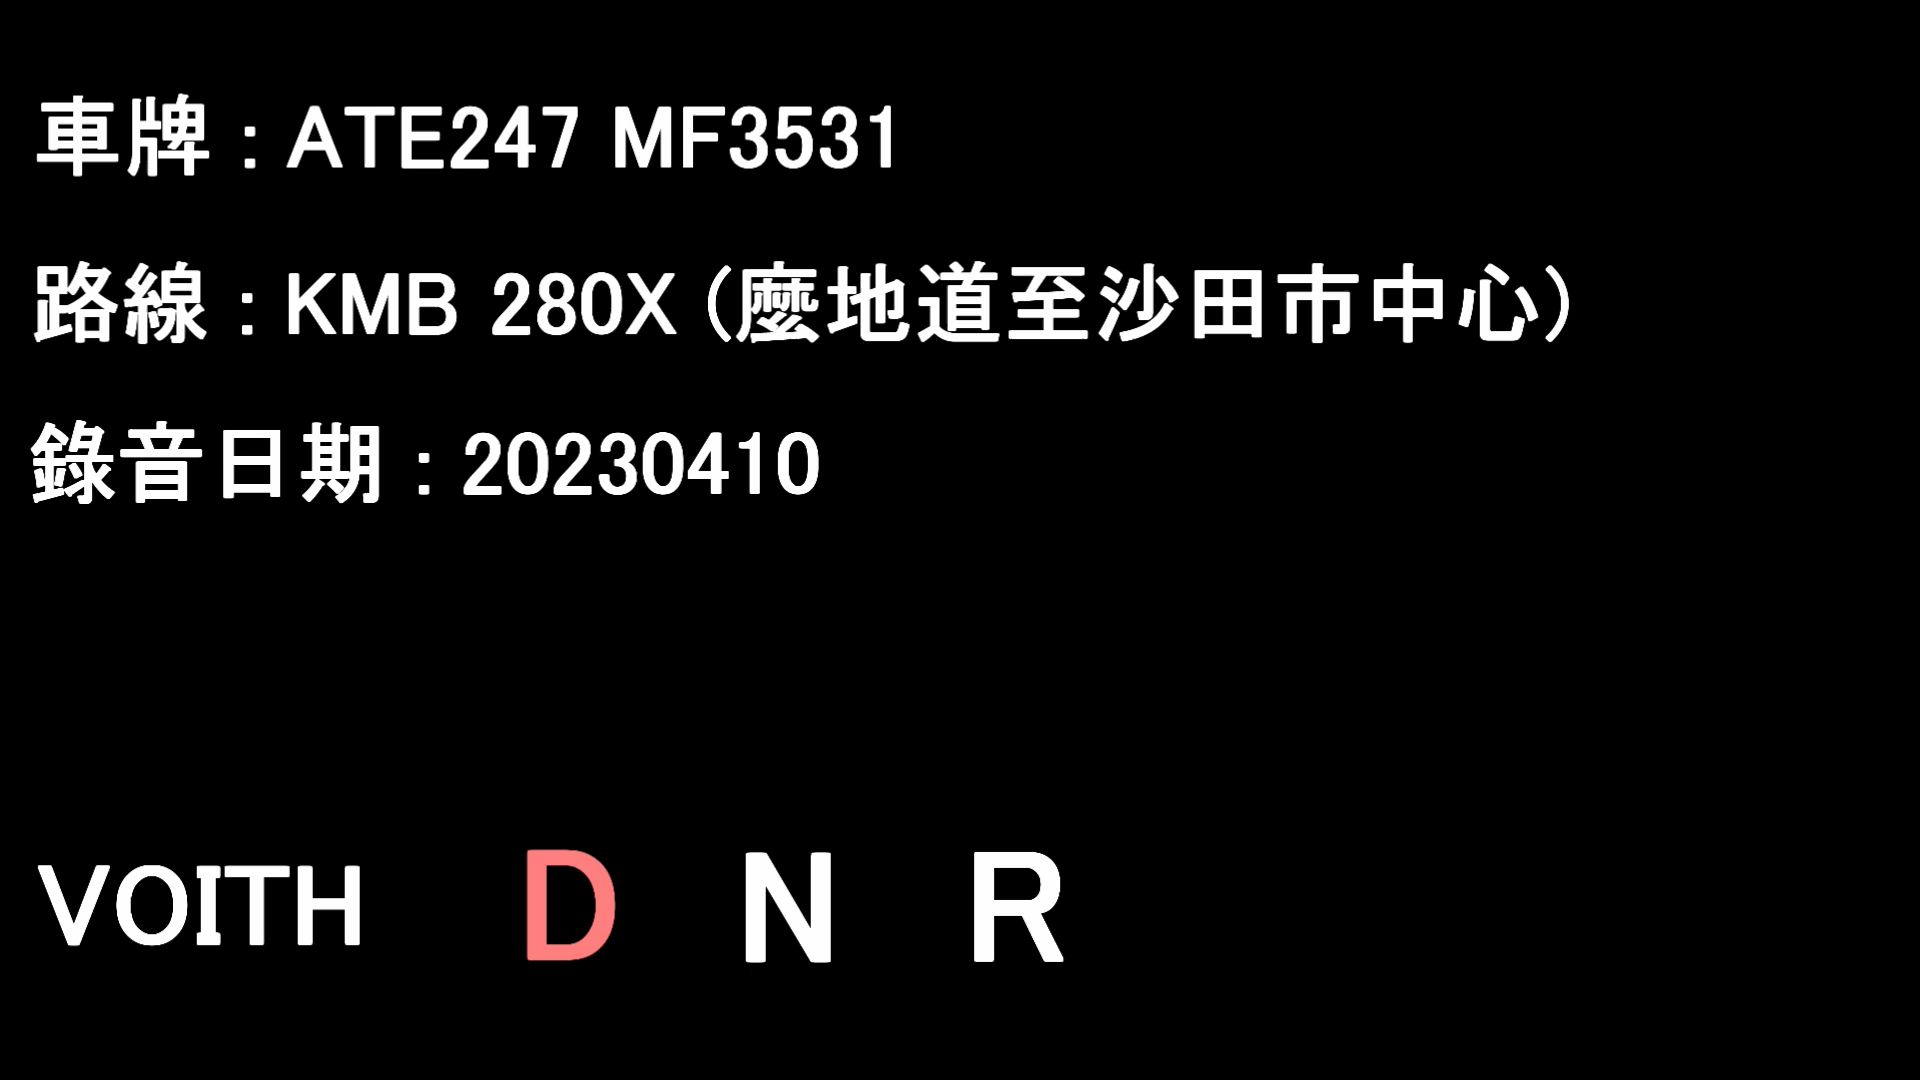 車牌 : ATE247 MF3531
路線 : KMB 280X (麼地道至沙田市中心)
錄音日期 : 20230410
VOITH D N R